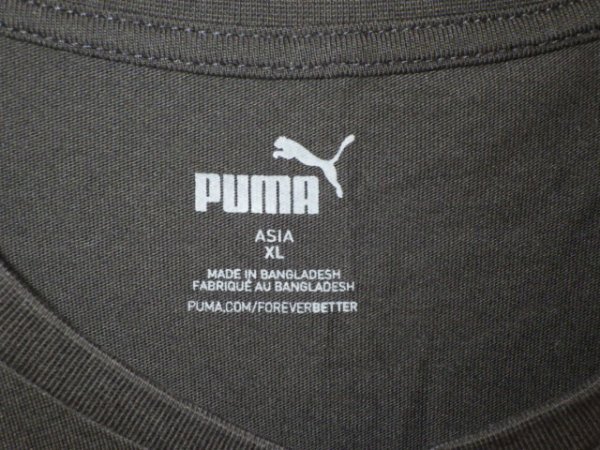 PUMA
ASIA
XL
MADE IN BANGLADESH
FABRIQUÉ AU BANGLADESH
PUMA.COM/FOREVERBETTER